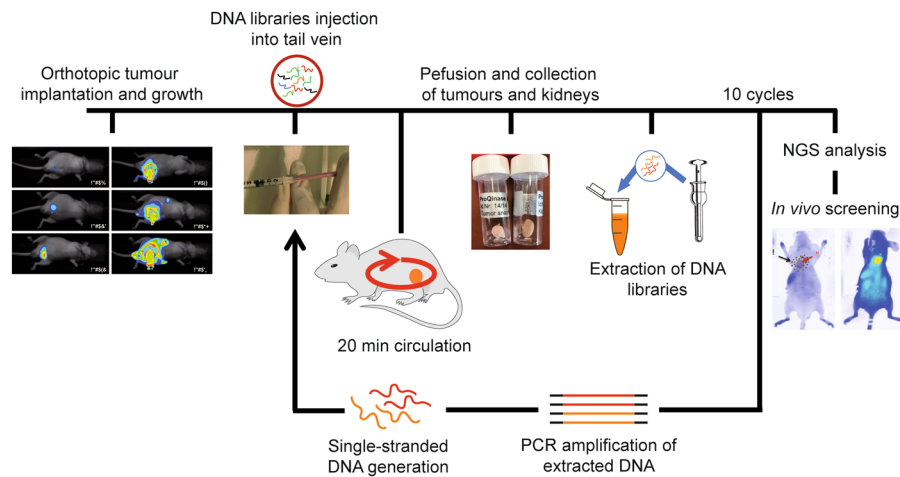 DNA libraries injection
into tail vein
Orthotopic tumour
implantation and growth
Pefusion and collection
of tumours and kidneys
10 cycles
NGS analysis
In vivo screening
!"#$%
!"#$()
!"#$&'
!"#$*+
!"#$(&
!"#$',
ProQinase
Extraction of DNA
libraries
20 min circulation
Single-stranded
DNA generation
PCR amplification of
extracted DNA